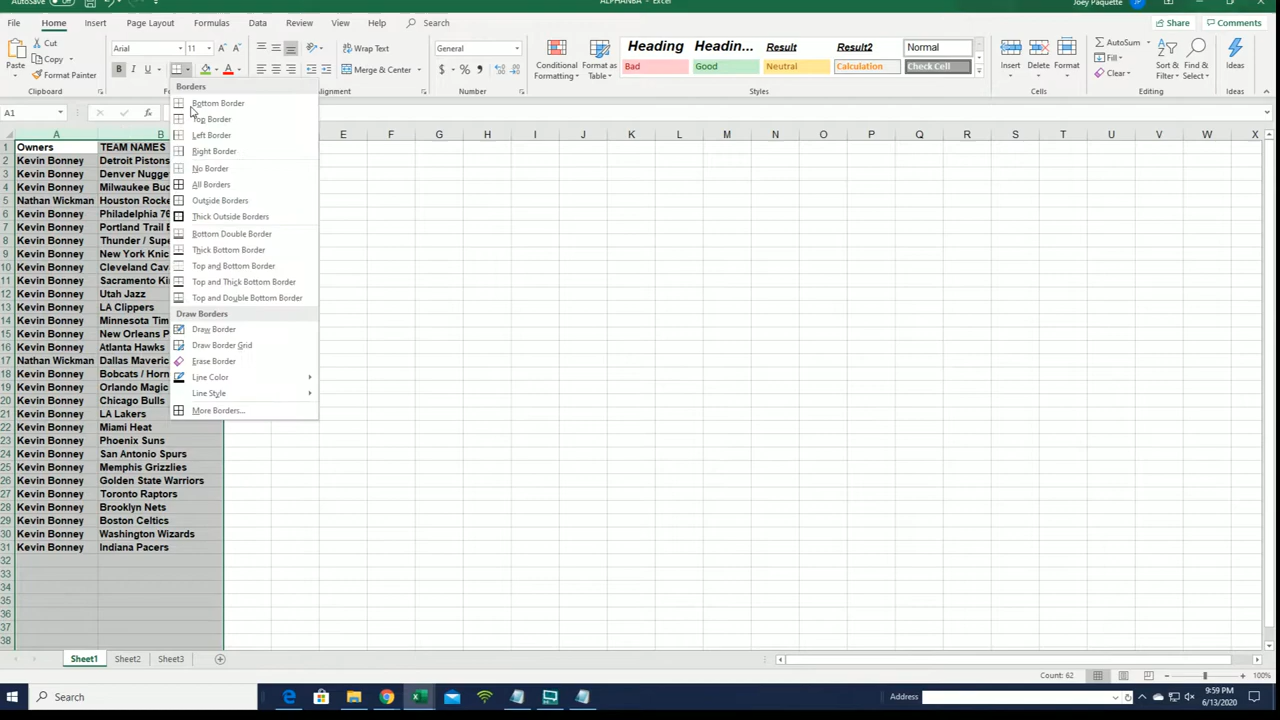 AutoSave
ALPHANBA - Excel
Joey Paquette
File Home Insert Page Layout Formulas Data Review View Help Search Share Comments
Paste
Cut
Copy
Format Painter
Clipboard
Arial 11
B I U
Wrap Text
Merge & Center
Alignment
General
$ % ,
Conditional Formatting
Format as Table
Heading Headin... Result Result2 Normal
Bad Good Neutral Calculation Check Cell
Styles
Insert Delete Format
Cells
AutoSum
Fill
Clear
Sort & Filter
Find & Select
Editing
Ideas
Ideas
A1
fx
Borders
Bottom Border
Top Border
Left Border
Right Border
No Border
All Borders
Outside Borders
Thick Outside Borders
Bottom Double Border
Thick Bottom Border
Top and Bottom Border
Top and Thick Bottom Border
Top and Double Bottom Border
Draw Borders
Draw Border
Draw Border Grid
Erase Border
Line Color
Line Style
More Borders...
A B E F G H I J K L M N O P Q R S T U V W X
1 Owners TEAM NAMES
2 Kevin Bonney Detroit Pistons
3 Kevin Bonney Denver Nugge
4 Kevin Bonney Milwaukee Buc
5 Nathan Wickman Houston Rocke
6 Kevin Bonney Philadelphia 76
7 Kevin Bonney Portland Trail B
8 Kevin Bonney Thunder / Supe
9 Kevin Bonney New York Knic
10 Kevin Bonney Cleveland Cav
11 Kevin Bonney Sacramento Ki
12 Kevin Bonney Utah Jazz
13 Kevin Bonney LA Clippers
14 Kevin Bonney Minnesota Tim
15 Kevin Bonney New Orleans P
16 Kevin Bonney Atlanta Hawks
17 Nathan Wickman Dallas Maveric
18 Kevin Bonney Bobcats / Horn
19 Kevin Bonney Orlando Magic
20 Kevin Bonney Chicago Bulls
21 Kevin Bonney LA Lakers
22 Kevin Bonney Miami Heat
23 Kevin Bonney Phoenix Suns
24 Kevin Bonney San Antonio Spurs
25 Kevin Bonney Memphis Grizzlies
26 Kevin Bonney Golden State Warriors
27 Kevin Bonney Toronto Raptors
28 Kevin Bonney Brooklyn Nets
29 Kevin Bonney Boston Celtics
30 Kevin Bonney Washington Wizards
31 Kevin Bonney Indiana Pacers
32
33
34
35
36
37
38
Sheet1 Sheet2 Sheet3
Count: 62
100%
Search
Address
9:59 PM
6/13/2020